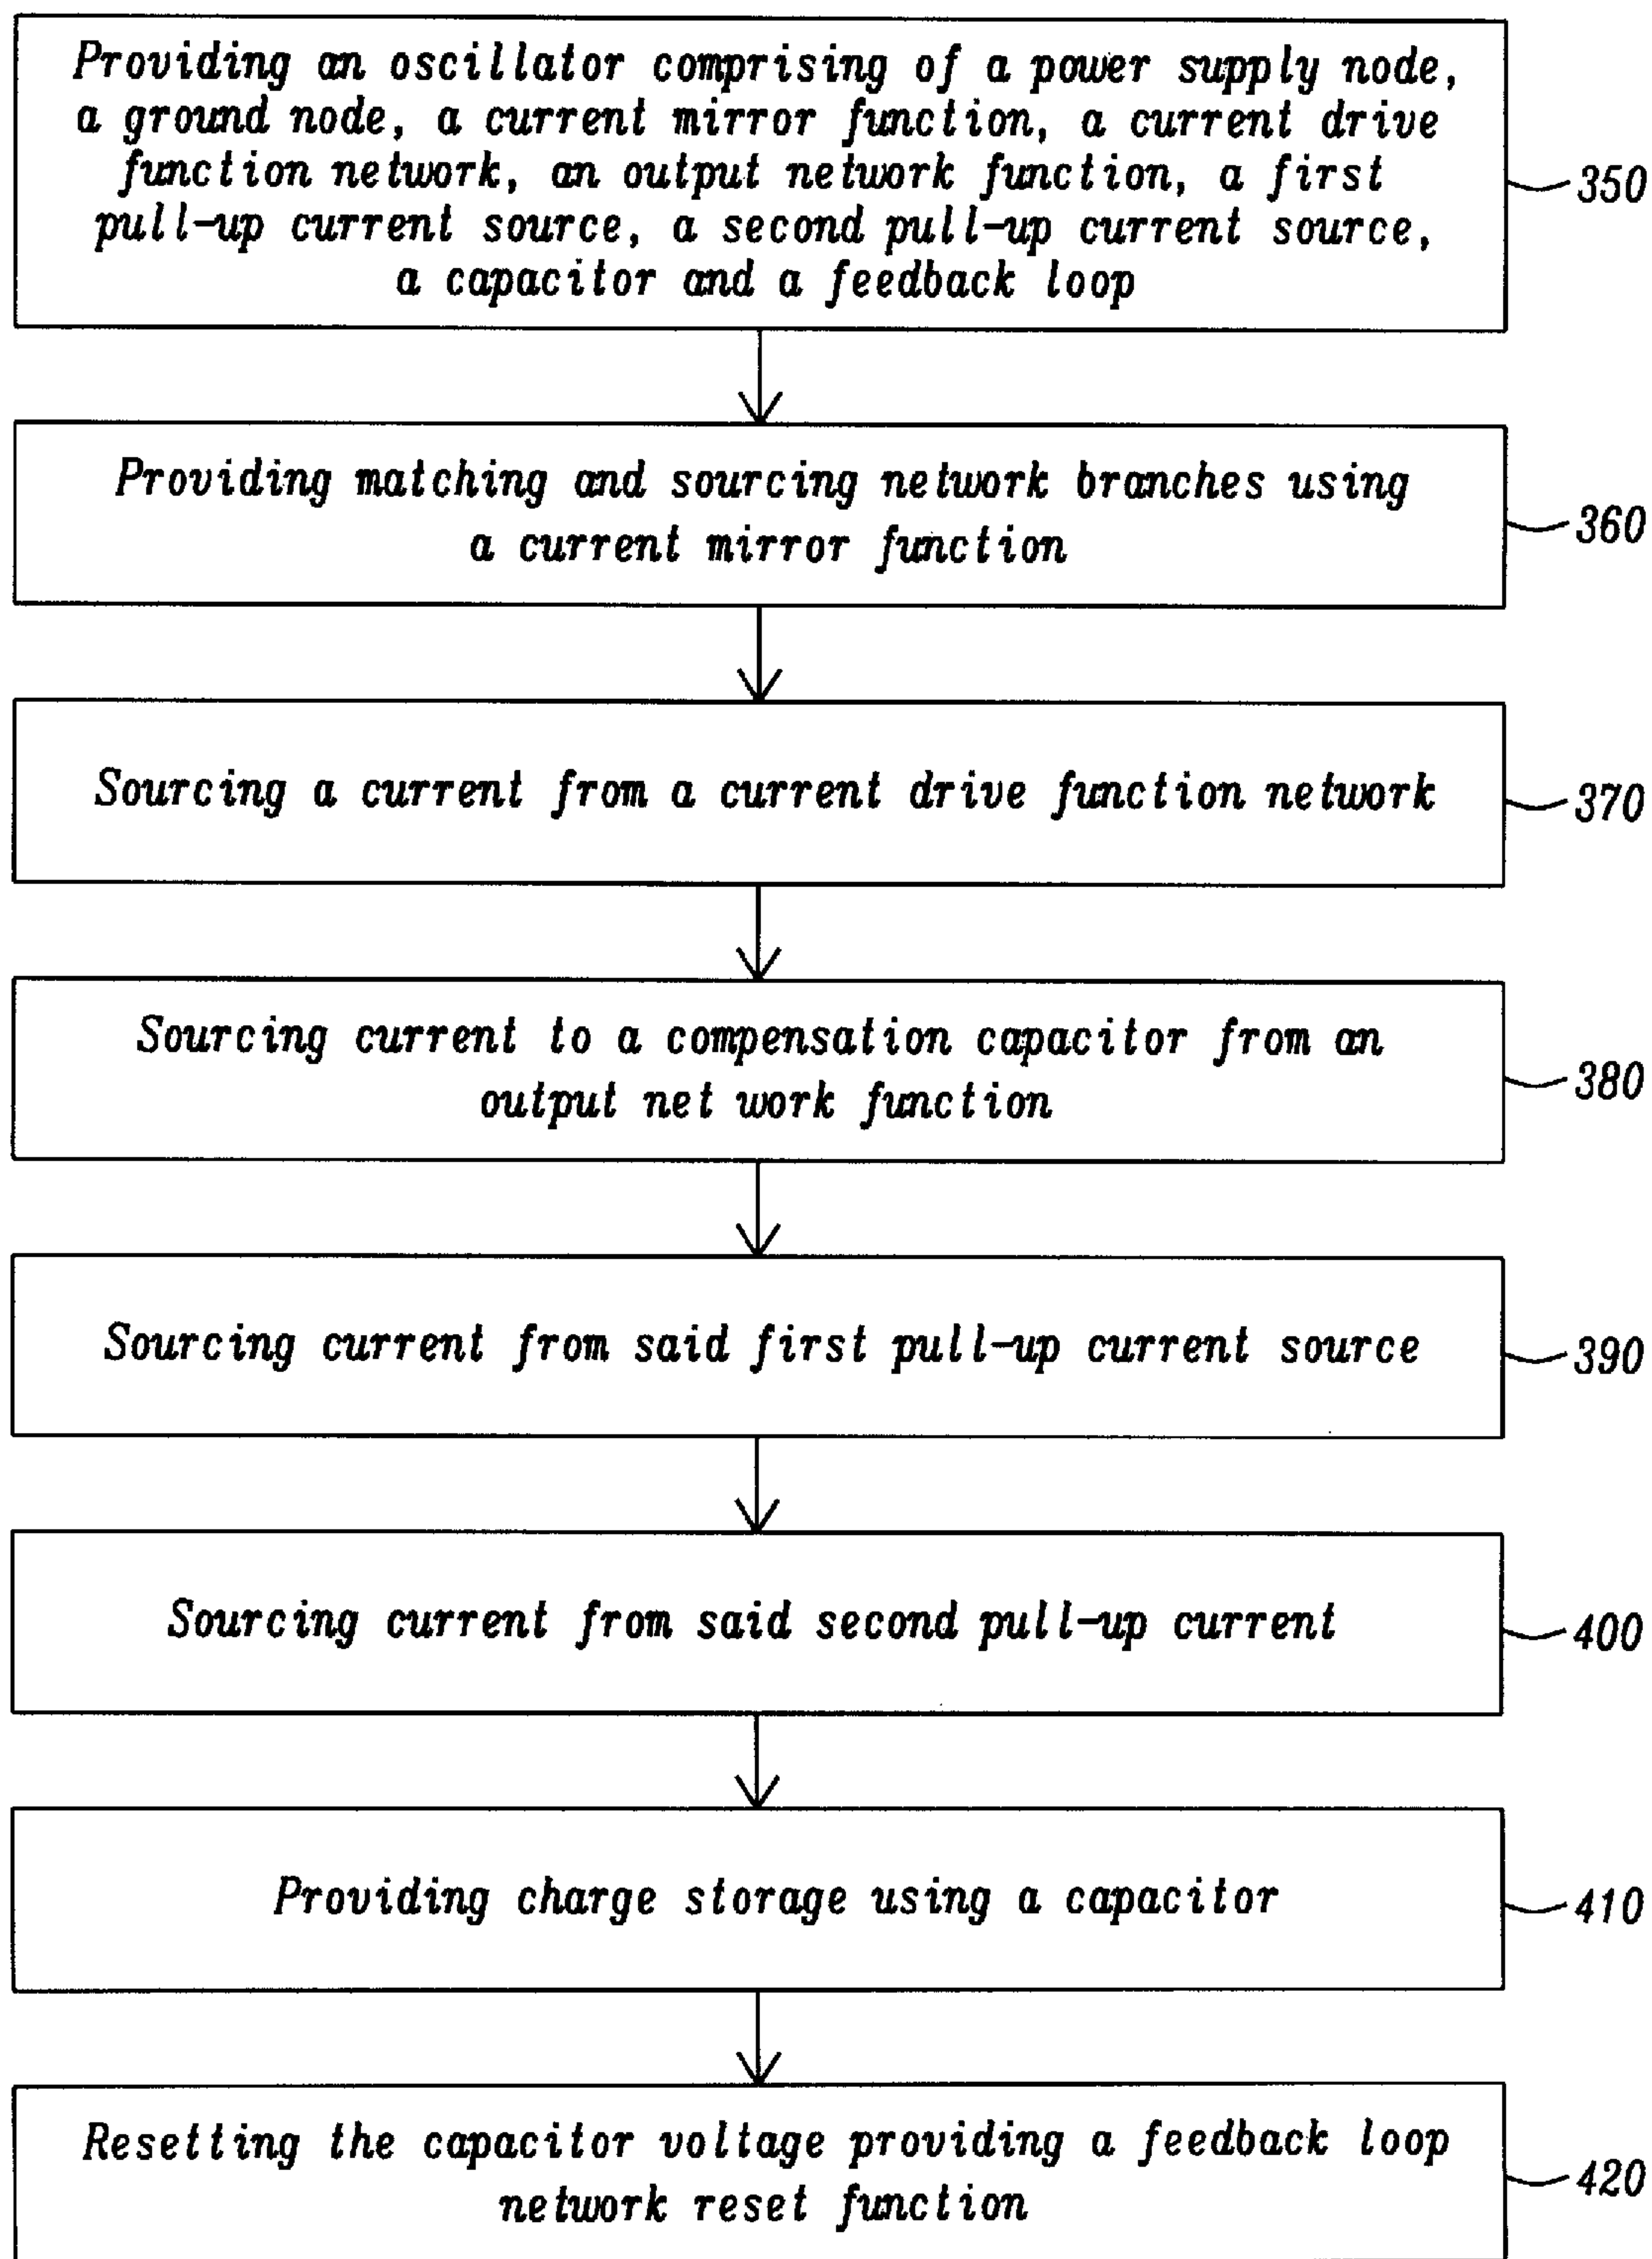 Providing an oscillator comprising of a power supply node,
a ground node, a current mirror function, a current drive
function network, an output network function, a first
pull-up current source, a second pull-up current source,
a capacitor and a feedback loop
350
Providing matching and sourcing network branches using
a current mirror function
360
Sourcing a current from a current drive function network
370
Sourcing current to a compensation capacitor from an
output net work function
380
Sourcing current from said first pull-up current source
390
Sourcing current from said second pull-up current
400
Providing charge storage using a capacitor
410
Resetting the capacitor voltage providing a feedback loop
network reset function
420